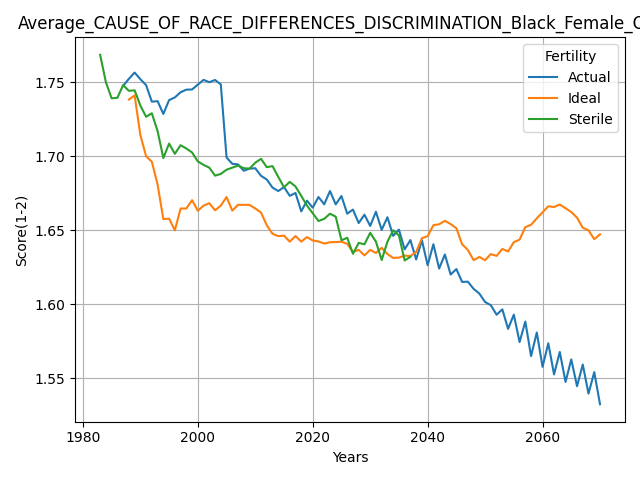 Average_CAUSE_OF_RACE_DIFFERENCES_DISCRIMINATION_Black_Female_
Fertility
Actual
Ideal
Sterile
1.75
1.70
1.65
1.60
1.55
Score(1-2)
1980
2000
2020
2040
2060
Years